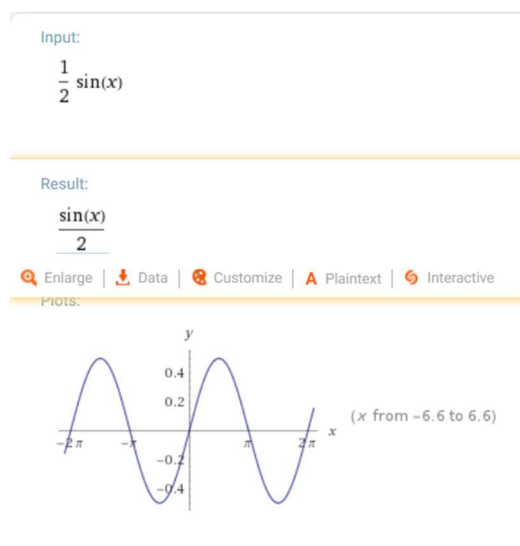 Input:
1/2 sin(x)
Result:
sin(x)/2
Enlarge | Data | Customize | A Plaintext | Interactive
Plots:
y
0.4
0.2
(x from -6.6 to 6.6)
x
-2π -π π 2π
-0.2
-0.4